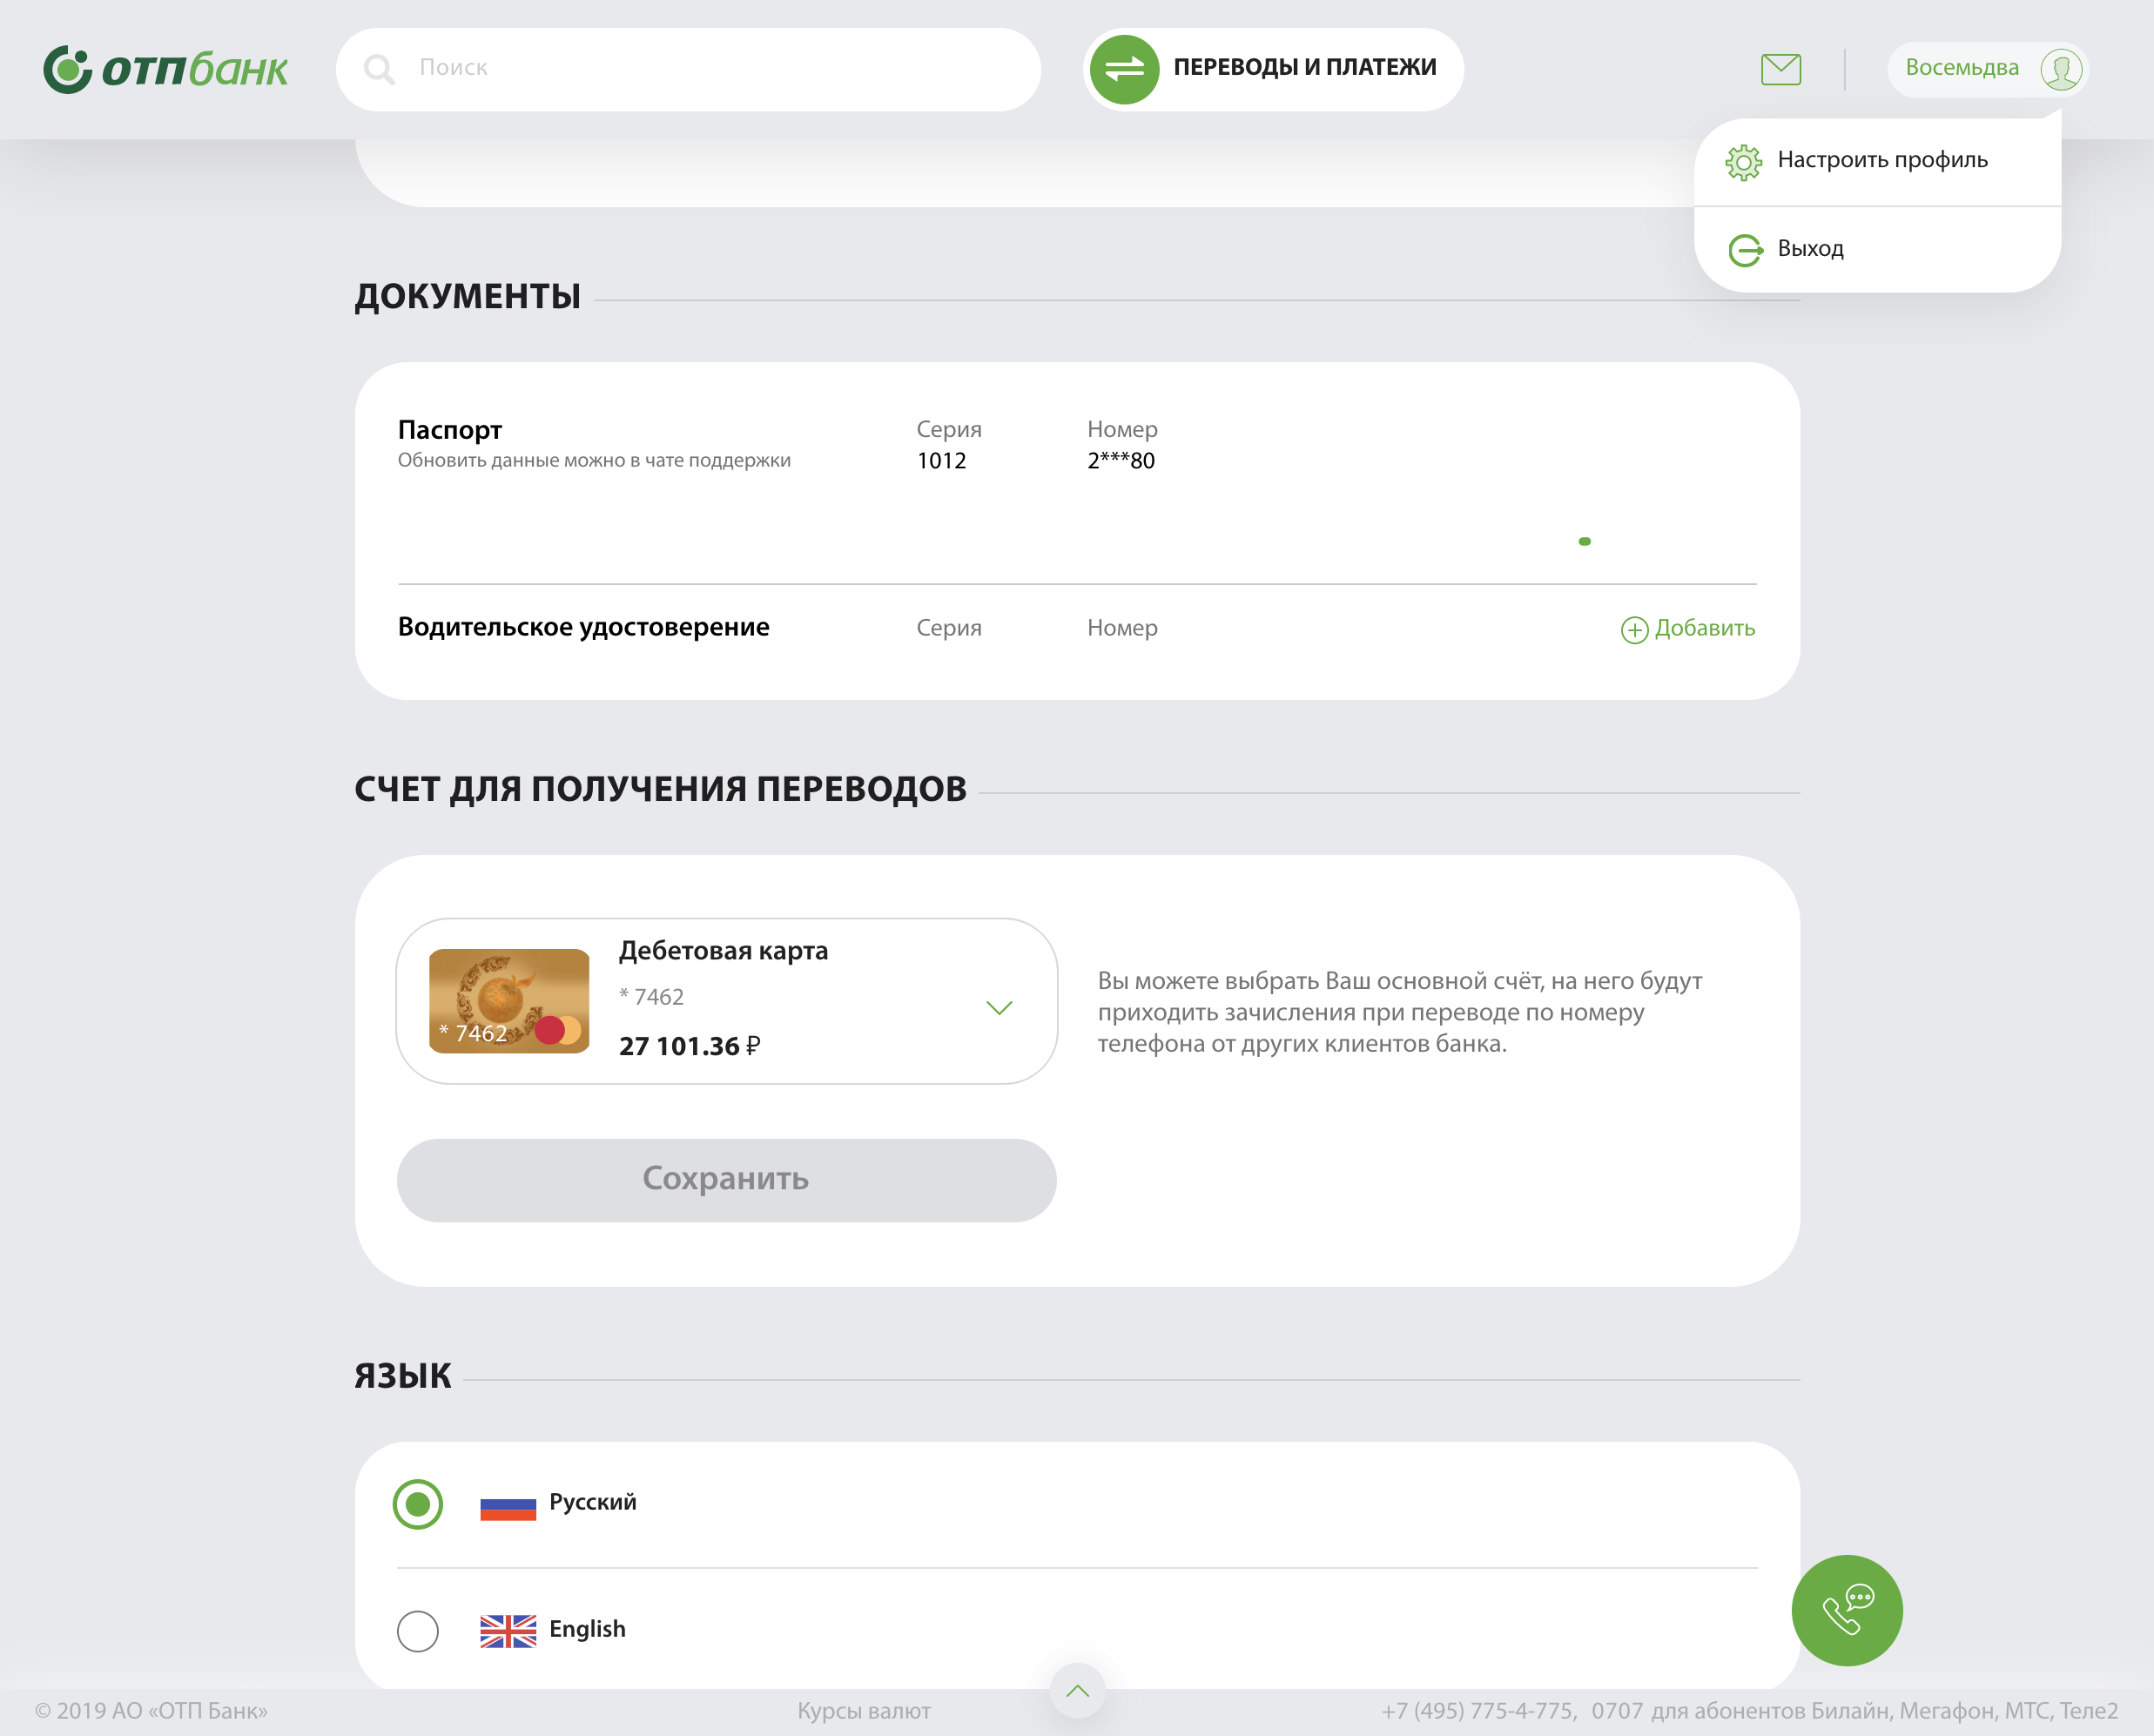 ОТПбанк
Поиск
ПЕРЕВОДЫ И ПЛАТЕЖИ
Восемьдва
Настроить профиль
Выход
ДОКУМЕНТЫ
Паспорт Серия Номер
Обновить данные можно в чате поддержки 1012 2***80
Водительское удостоверение Серия Номер Добавить
СЧЕТ ДЛЯ ПОЛУЧЕНИЯ ПЕРЕВОДОВ
* 7462
Дебетовая карта
* 7462
27 101.36 ₽
Вы можете выбрать Ваш основной счёт, на него будут
приходить зачисления при переводе по номеру
телефона от других клиентов банка.
Сохранить
ЯЗЫК
Русский
English
© 2019 АО «ОТП Банк» Курсы валют +7 (495) 775-4-775, 0707 для абонентов Билайн, Мегафон, МТС, Теле2